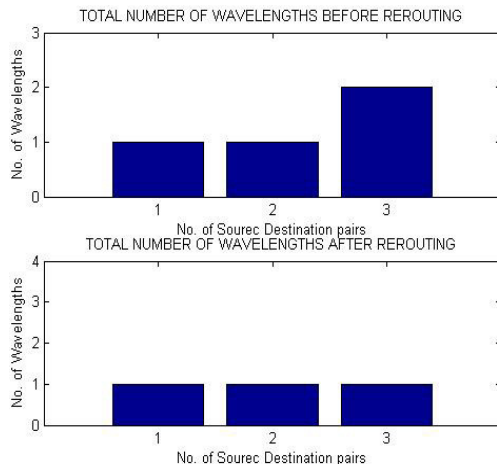 TOTAL NUMBER OF WAVELENGTHS BEFORE REROUTING
3
2
1
0
No. of Wavelengths
1 2 3
No. of Sourec Destination pairs
TOTAL NUMBER OF WAVELENGTHS AFTER REROUTING
4
3
2
1
0
No. of Wavelengths
1 2 3
No. of Sourec Destination pairs